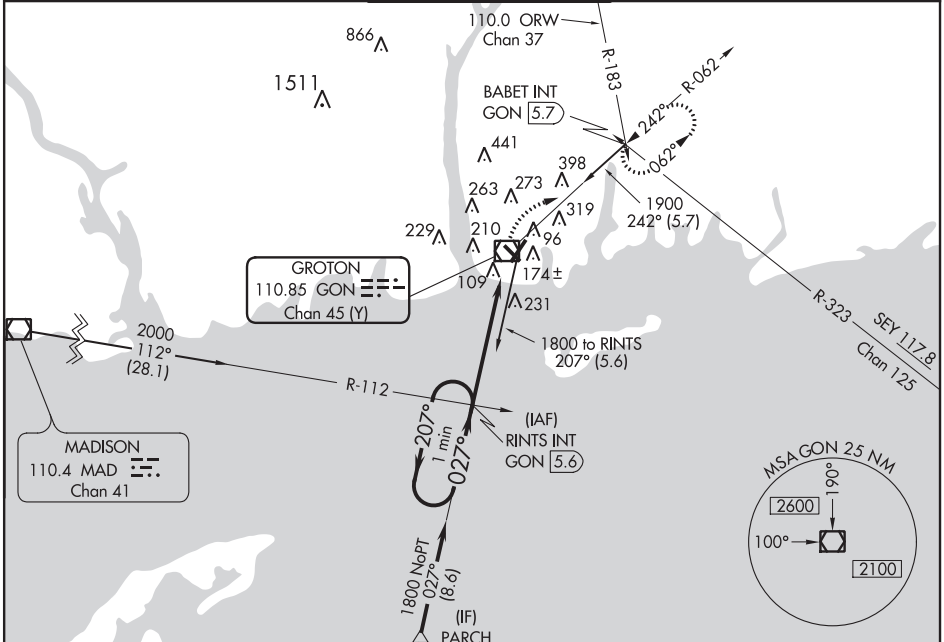 110.0 ORW
Chan 37
866
1511
R-183
R-062
BABET INT
GON 5.7
242°
062°
441
398
263
273
319
229
210
96
109
174±
231
1900
242° (5.7)
GROTON
110.85 GON
Chan 45 (Y)
R-323
SEY 117.8
Chan 125
1800 to RINTS
207° (5.6)
2000
112°
(28.1)
R-112
(IAF)
RINTS INT
GON 5.6
207°
1 min
027°
MADISON
110.4 MAD
Chan 41
MSA GON 25 NM
190°
2600
100°
2100
1800 NoPT
027°
(8.6)
(IF)
PARCH